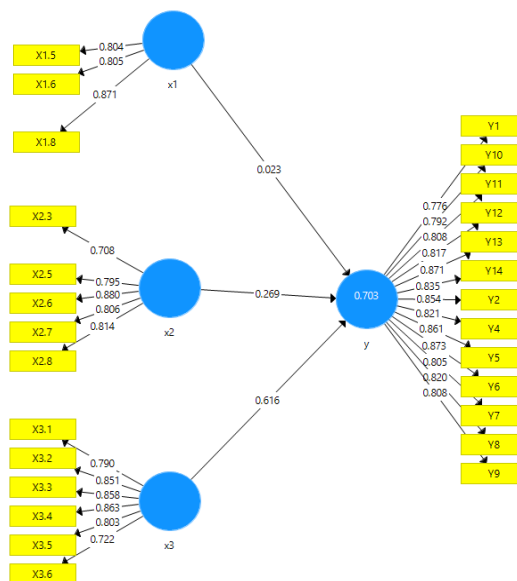 X1.5
X1.6
X1.8
0.804
0.805
0.871
x1
0.023
X2.3
X2.5
X2.6
X2.7
X2.8
0.708
0.795
0.880
0.806
0.814
x2
0.269
X3.1
X3.2
X3.3
X3.4
X3.5
X3.6
0.790
0.851
0.858
0.863
0.803
0.722
x3
0.616
0.703
y
0.776
0.792
0.808
0.817
0.871
0.835
0.854
0.821
0.861
0.873
0.805
0.820
0.808
Y1
Y10
Y11
Y12
Y13
Y14
Y2
Y4
Y5
Y6
Y7
Y8
Y9